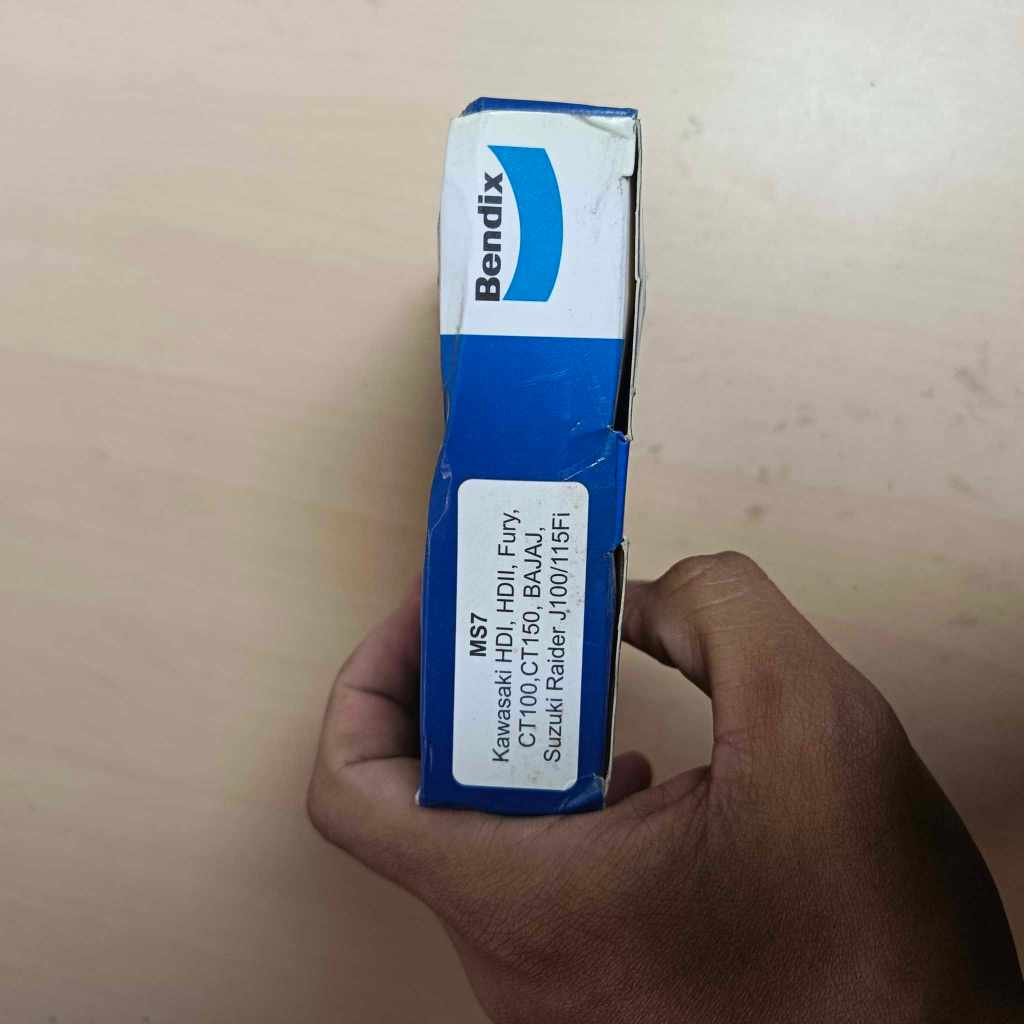 Bendix
MS7
Kawasaki HDI, HDII, Fury,
CT100,CT150, BAJAJ,
Suzuki Raider J100/115Fi